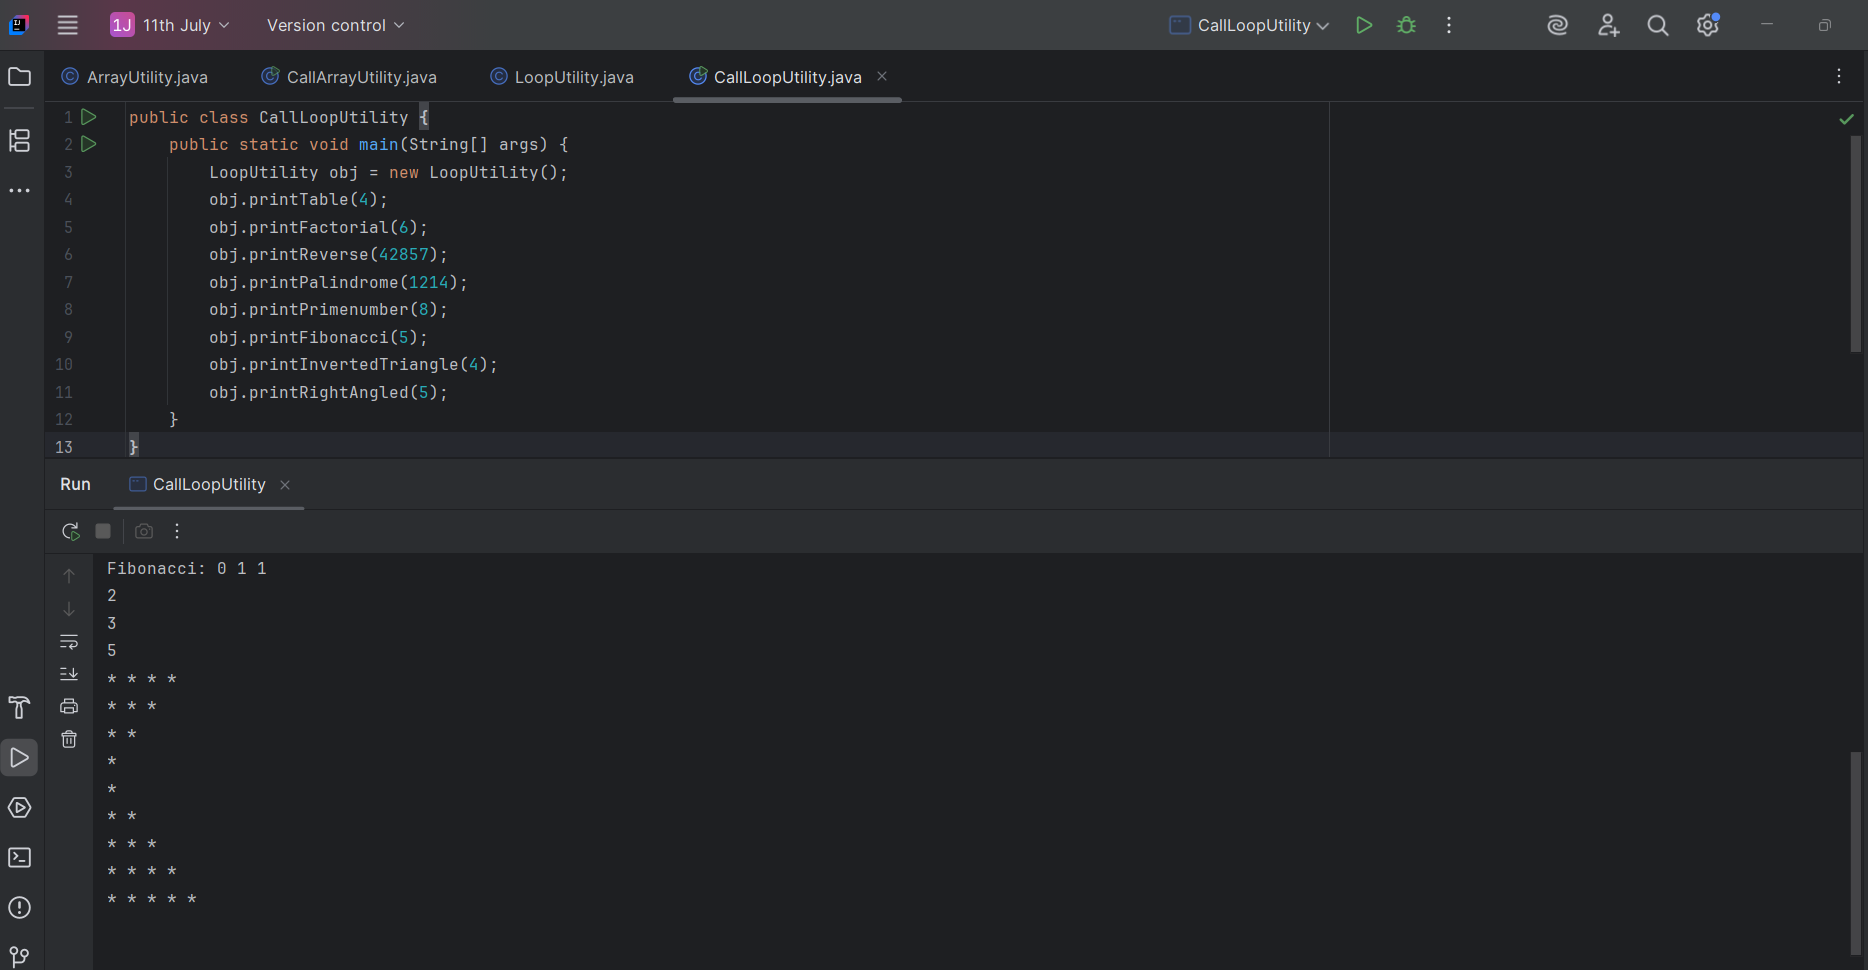 1J 11th July Version control CallLoopUtility
ArrayUtility.java CallArrayUtility.java LoopUtility.java CallLoopUtility.java
1 public class CallLoopUtility {
2 public static void main(String[] args) {
3 LoopUtility obj = new LoopUtility();
4 obj.printTable(4);
5 obj.printFactorial(6);
6 obj.printReverse(42857);
7 obj.printPalindrome(1214);
8 obj.printPrimenumber(8);
9 obj.printFibonacci(5);
10 obj.printInvertedTriangle(4);
11 obj.printRightAngled(5);
12 }
13 }
Run CallLoopUtility
Fibonacci: 0 1 1
2
3
5
* * * *
* * *
* *
*
*
* *
* * *
* * * *
* * * * *